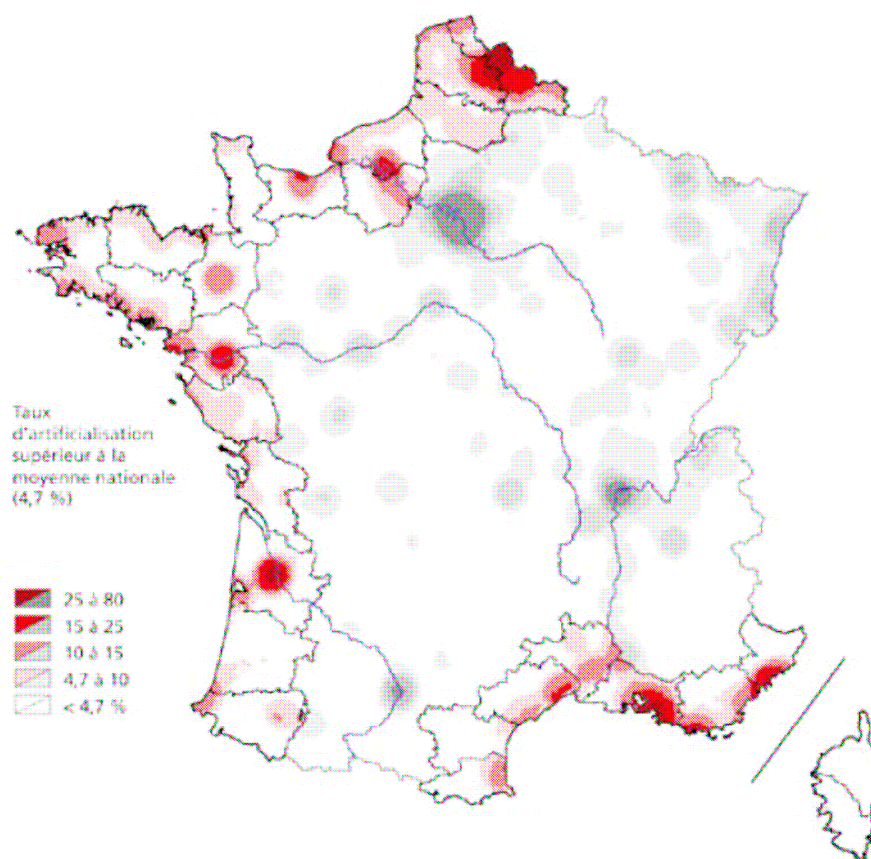 Taux
d'artificialisation
supérieur à la
moyenne nationale
(4,7 %)
25 à 80
15 à 25
10 à 15
4,7 à 10
< 4,7 %